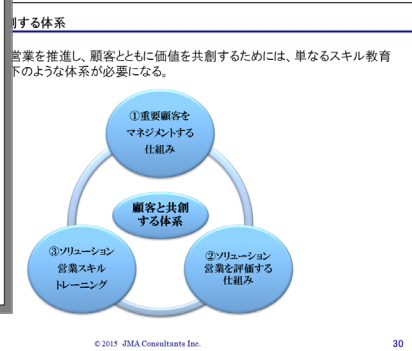 する体系
営業を推進し、顧客とともに価値を共創するためには、単なるスキル教育
下のような体系が必要になる。
①重要顧客を
マネジメントする
仕組み
顧客と共創
する体系
③ソリューション
営業スキル
トレーニング
②ソリューション
営業を評価する
仕組み
© 2015 JMA Consultants Inc.
30